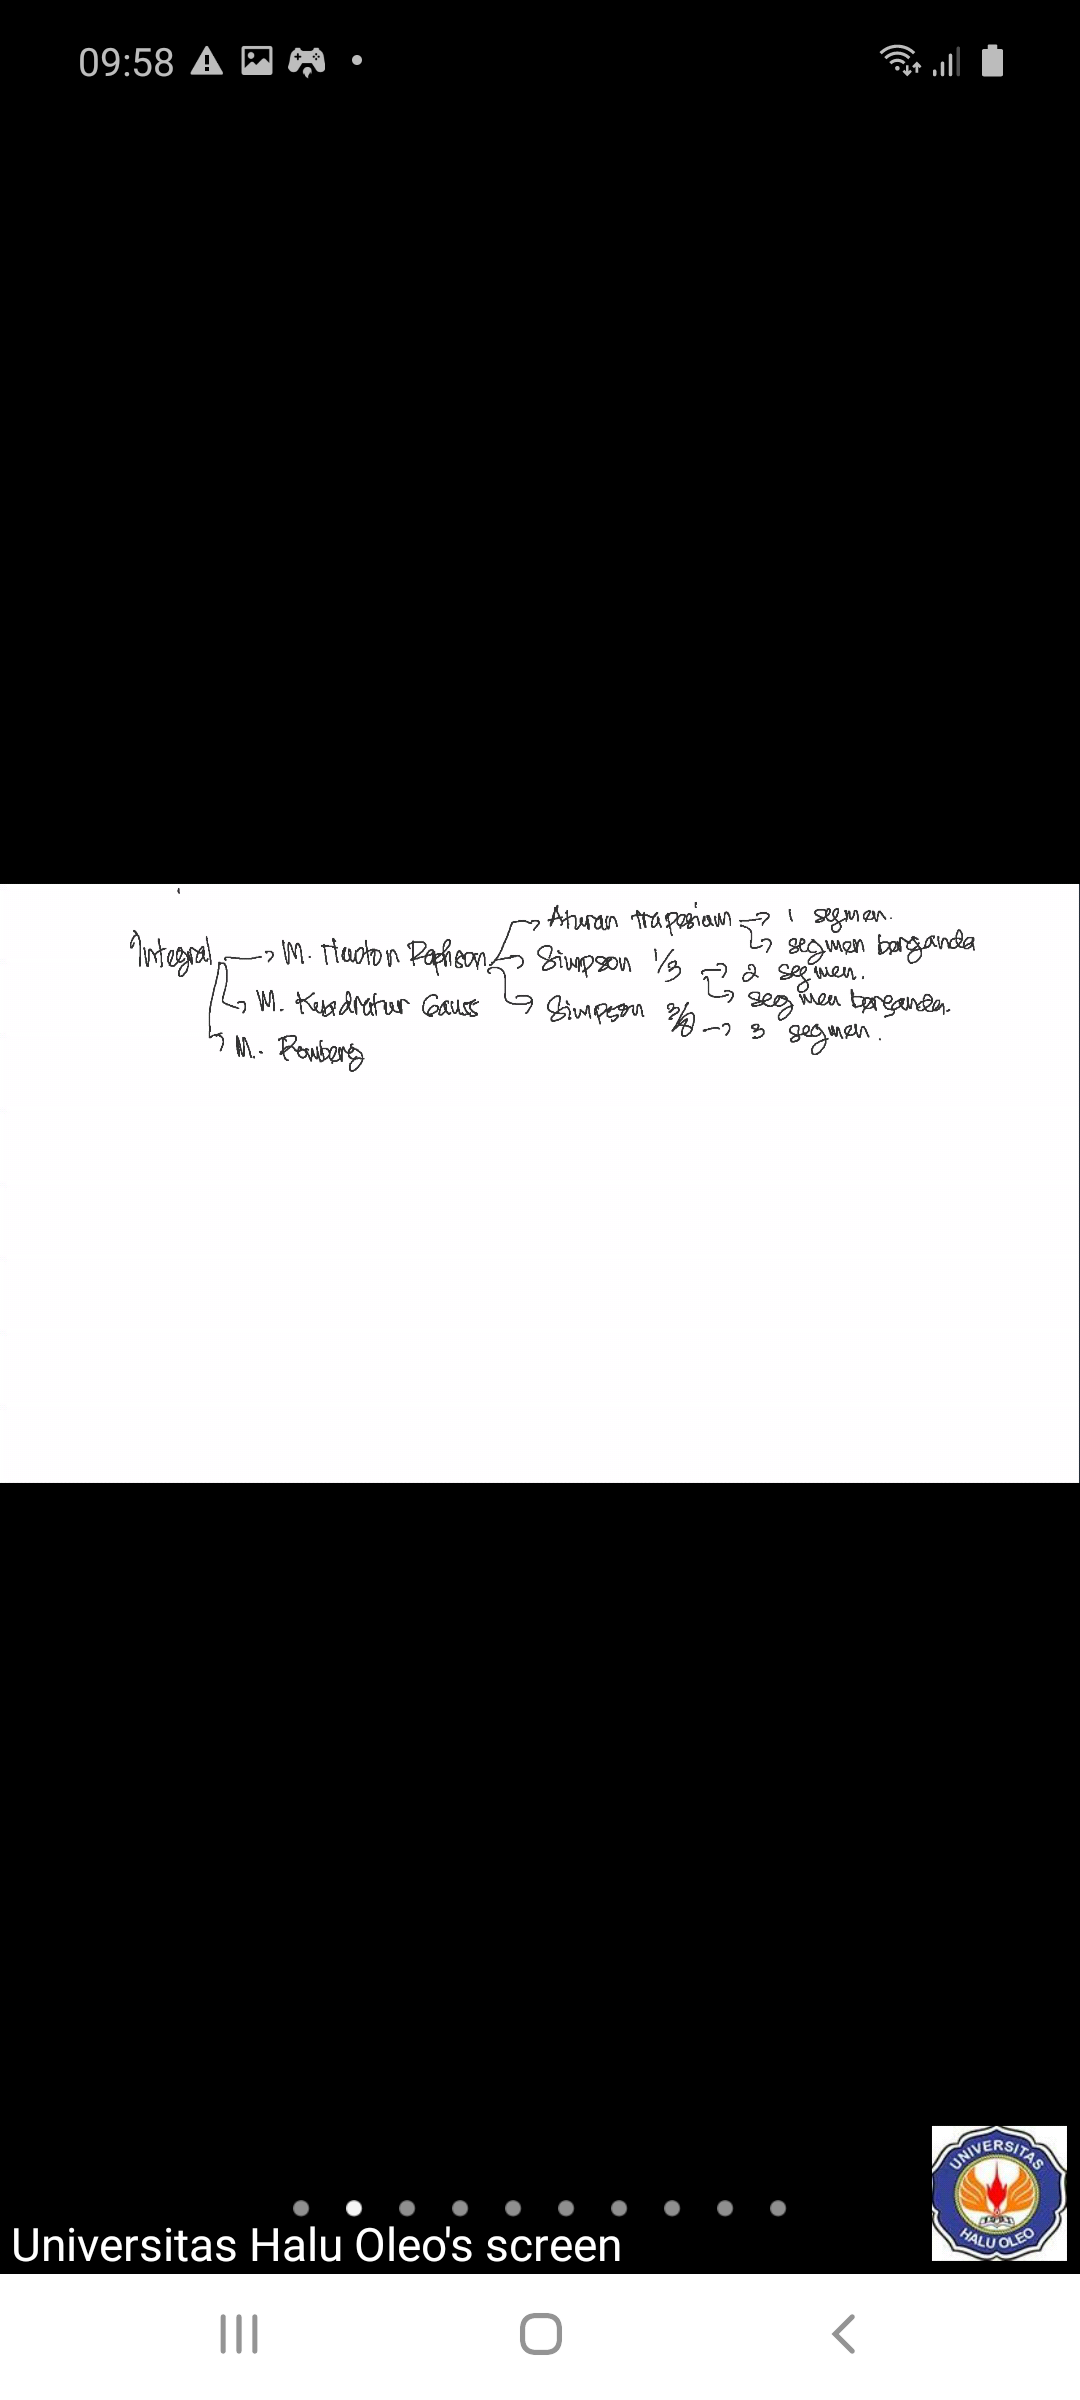 09:58
Integral → M. Newton Raphson → Aturan trapesium → 1 segmen.
→ segmen berganda
→ Simpson 1/3 → 2 segmen.
→ segmen berganda.
→ Simpson 3/8 → 3 segmen.
→ M. Kuadratur Gauss
→ M. Romberg
Universitas Halu Oleo's screen
UNIVERSITAS
HALU OLEO